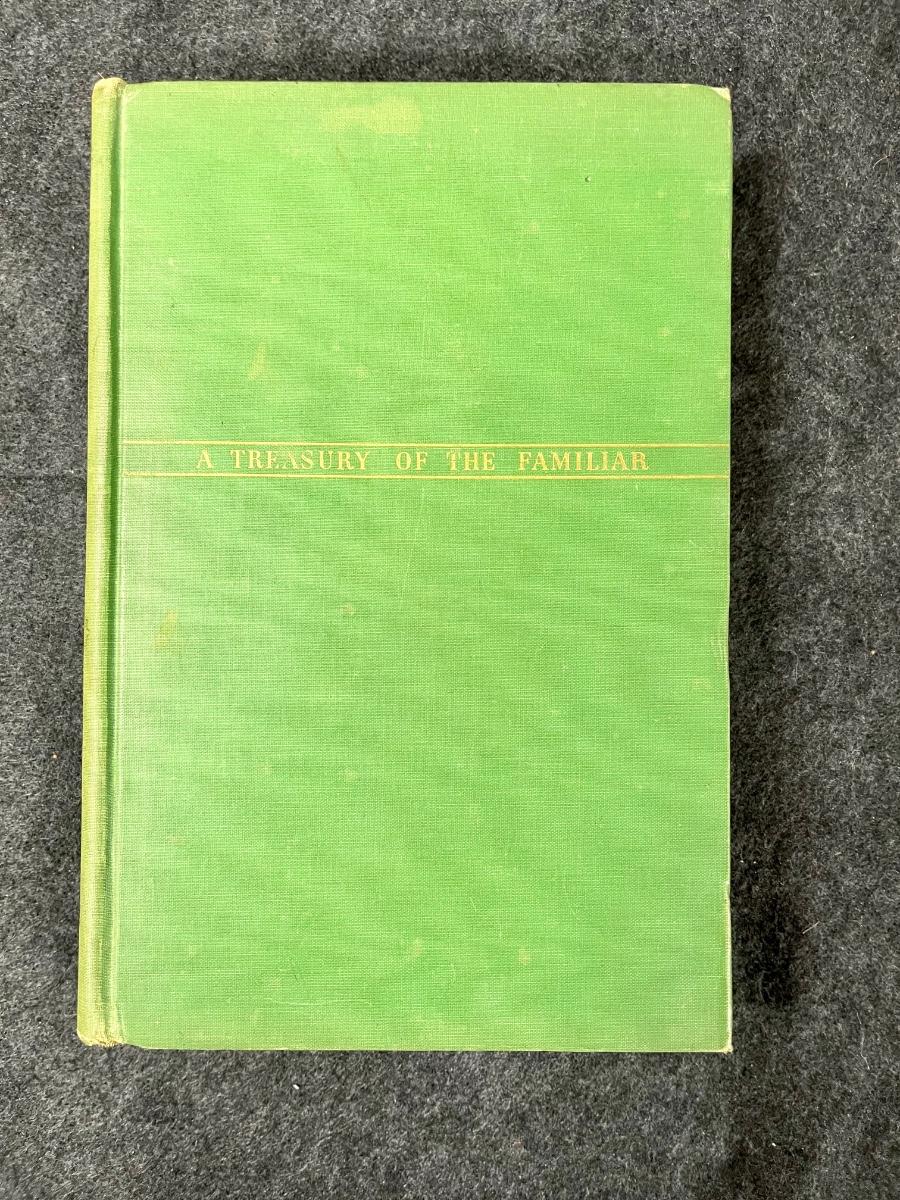 A TREASURY OF THE FAMILIAR